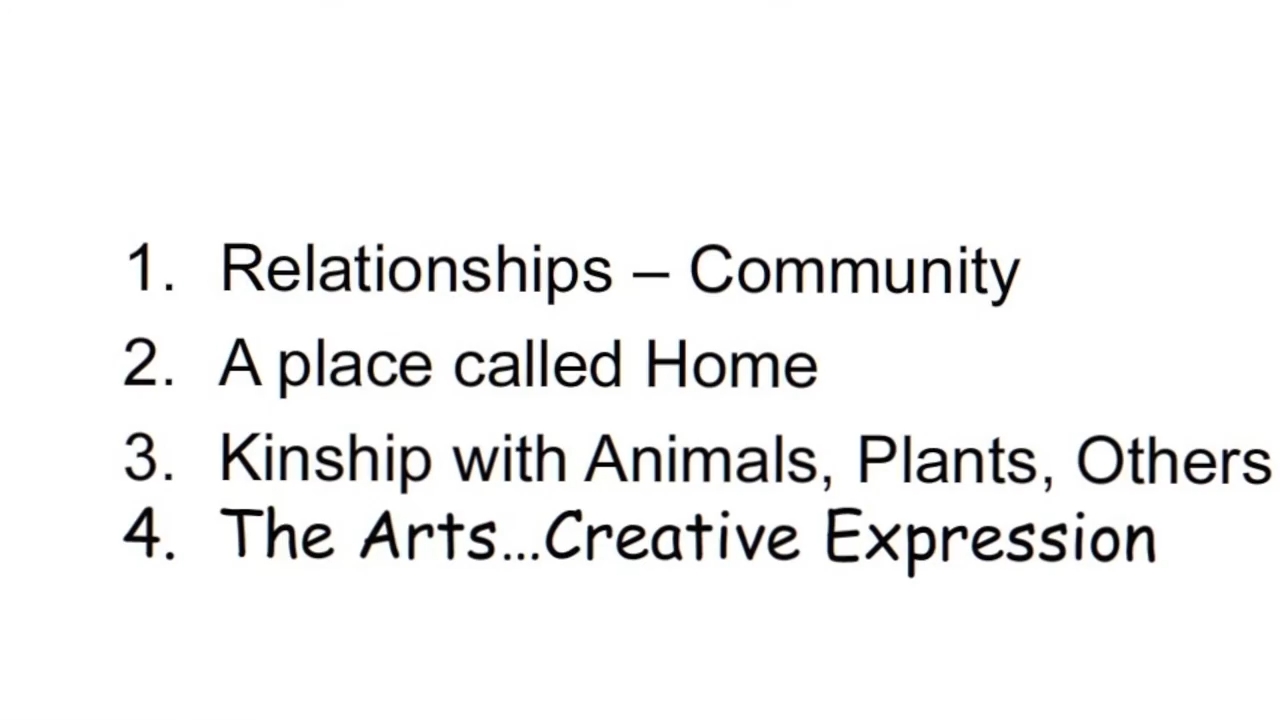 1. Relationships – Community
2. A place called Home
3. Kinship with Animals, Plants, Others
4. The Arts...Creative Expression